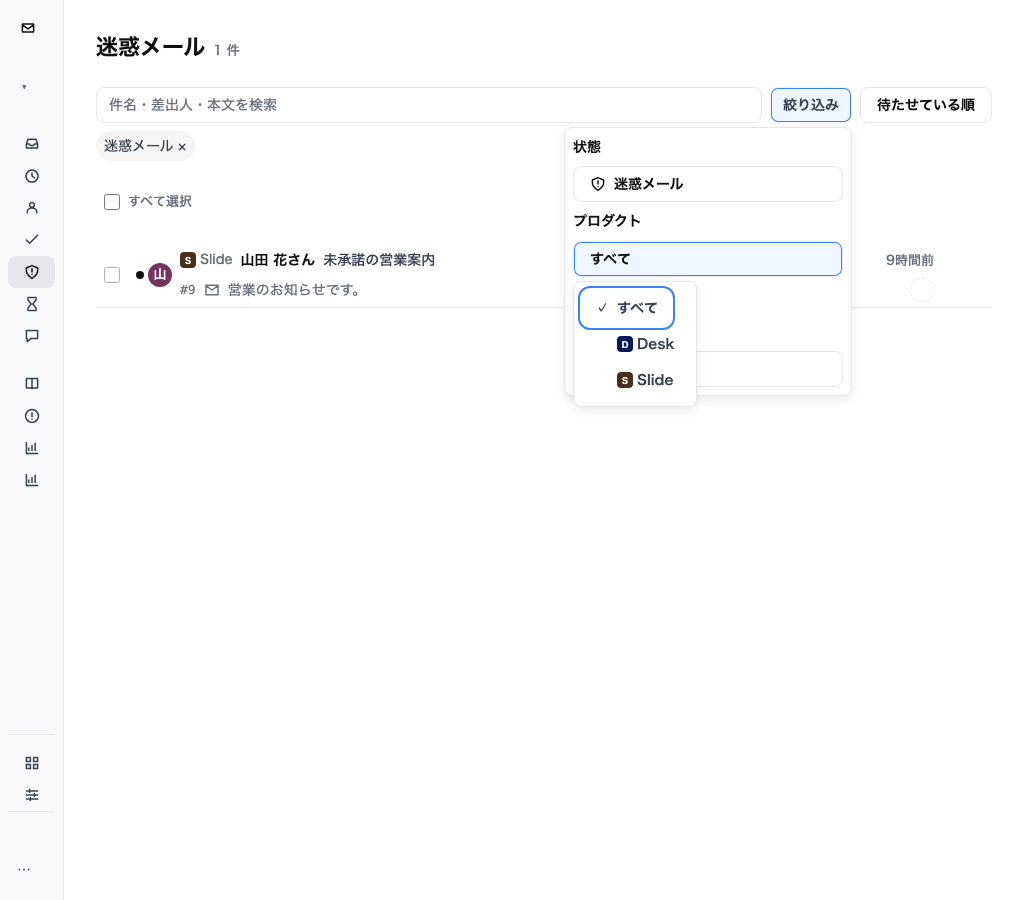 迷惑メール 1 件
件名・差出人・本文を検索
絞り込み
待たせている順
迷惑メール ×
状態
迷惑メール
プロダクト
すべて
✓ すべて
D Desk
S Slide
すべて選択
S Slide 山田 花さん 未承諾の営業案内
山
#9 営業のお知らせです。
9時間前